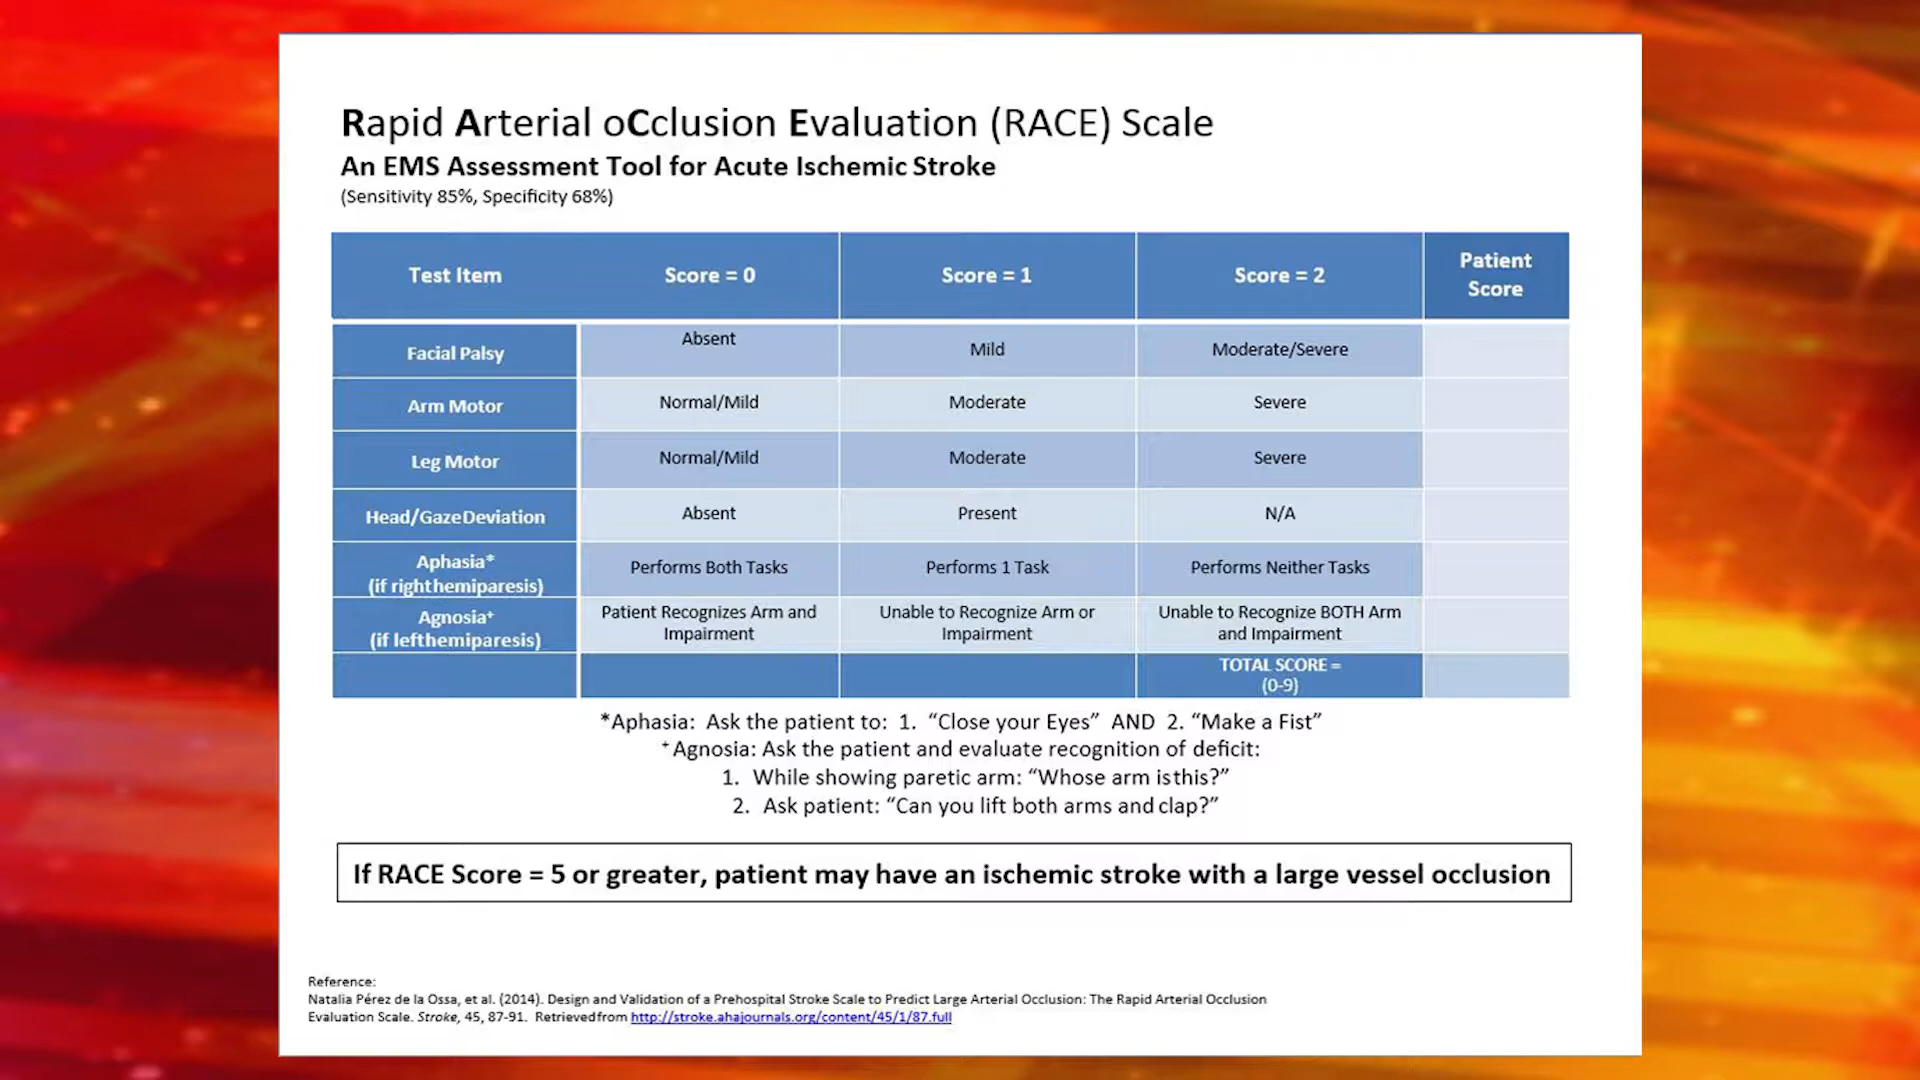 Rapid Arterial oCclusion Evaluation (RACE) Scale
An EMS Assessment Tool for Acute Ischemic Stroke
(Sensitivity 85%, Specificity 68%)
Test Item Score = 0 Score = 1 Score = 2 Patient Score
Facial Palsy Absent Mild Moderate/Severe
Arm Motor Normal/Mild Moderate Severe
Leg Motor Normal/Mild Moderate Severe
Head/Gaze Deviation Absent Present N/A
Aphasia* (if right hemiparesis) Performs Both Tasks Performs 1 Task Performs Neither Tasks
Agnosia⁺ (if left hemiparesis) Patient Recognizes Arm and Impairment Unable to Recognize Arm or Impairment Unable to Recognize BOTH Arm and Impairment
TOTAL SCORE =
(0-9)
*Aphasia: Ask the patient to: 1. “Close your Eyes” AND 2. “Make a Fist”
⁺Agnosia: Ask the patient and evaluate recognition of deficit:
1. While showing paretic arm: “Whose arm is this?”
2. Ask patient: “Can you lift both arms and clap?”
If RACE Score = 5 or greater, patient may have an ischemic stroke with a large vessel occlusion
Reference:
Natalia Pérez de la Ossa, et al. (2014). Design and Validation of a Prehospital Stroke Scale to Predict Large Arterial Occlusion: The Rapid Arterial Occlusion
Evaluation Scale. Stroke, 45, 87-91. Retrieved from http://stroke.ahajournals.org/content/45/1/87.full